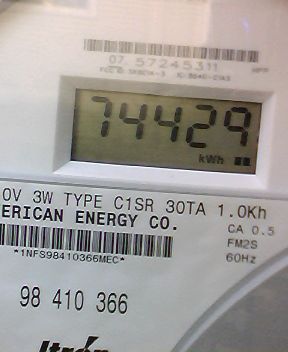 07 57245311
74429
kWh
0V 3W TYPE C1SR 30TA 1.0Kh
ERICAN ENERGY CO.
CA 0.5
FM2S
60Hz
*1NFS98410366MEC*
98 410 366
Itron